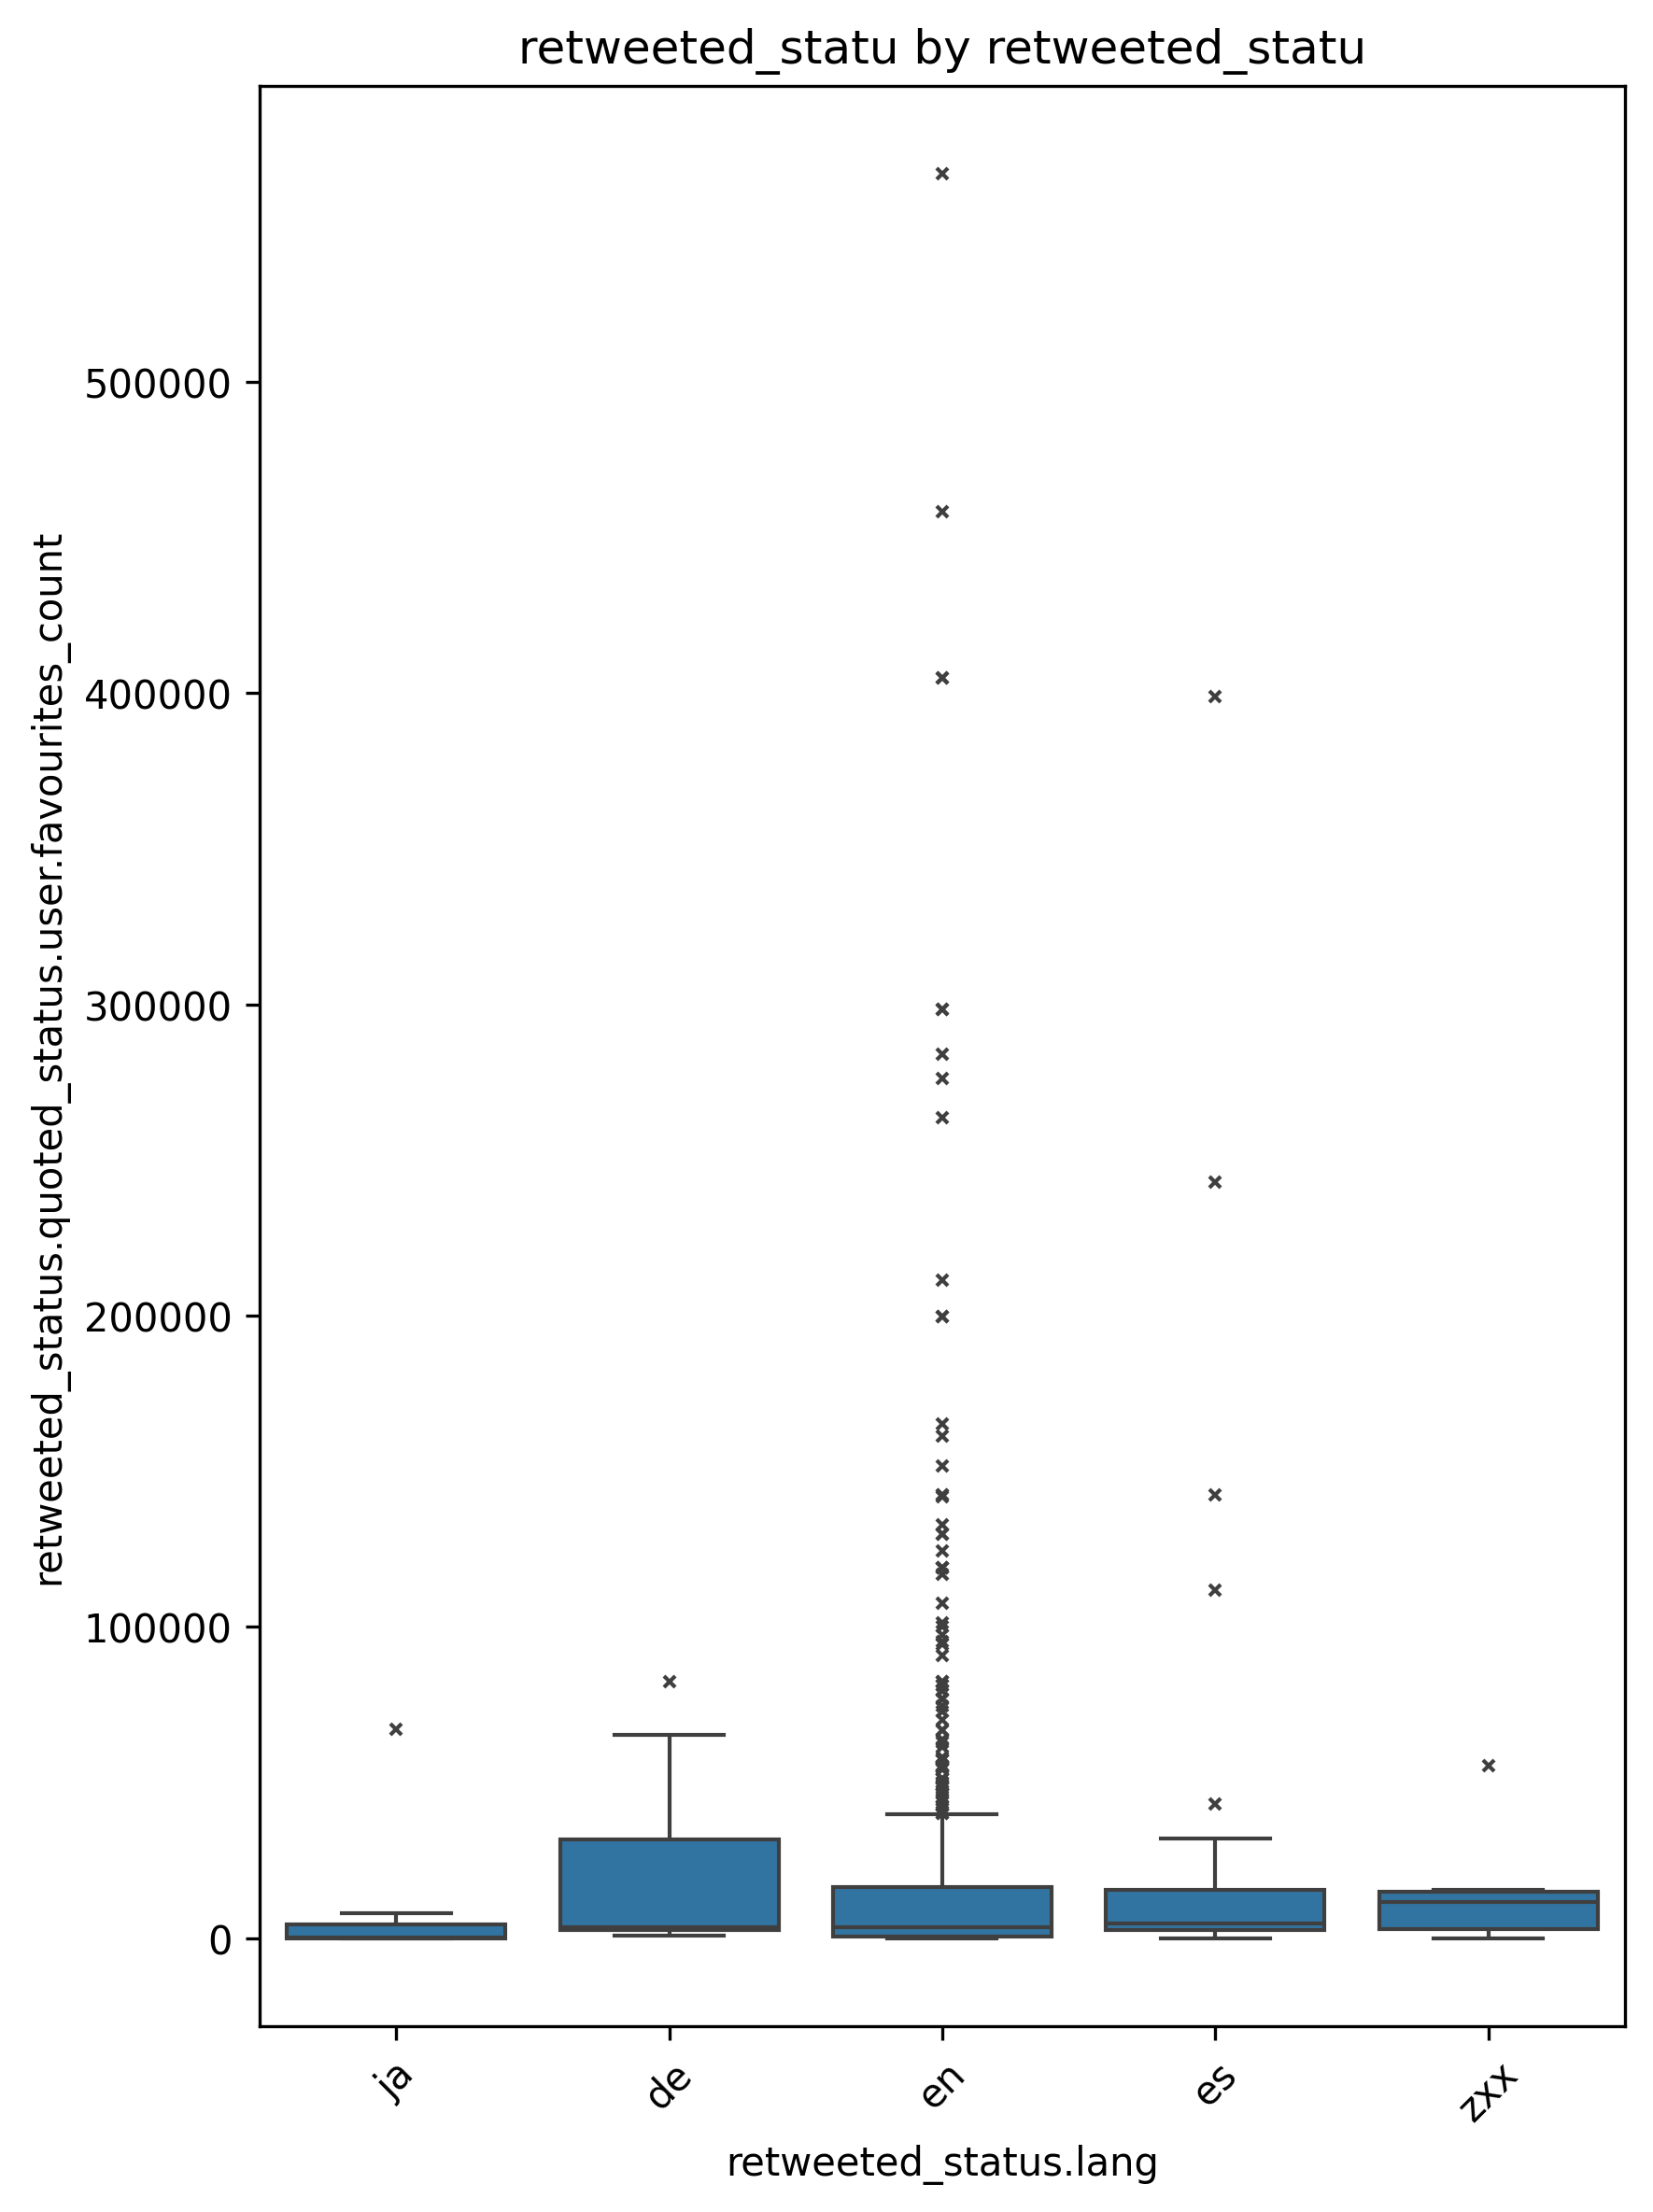 retweeted_statu by retweeted_statu
retweeted_status.quoted_status.user.favourites_count
500000
400000
300000
200000
100000
0
ja
de
en
es
zxx
retweeted_status.lang